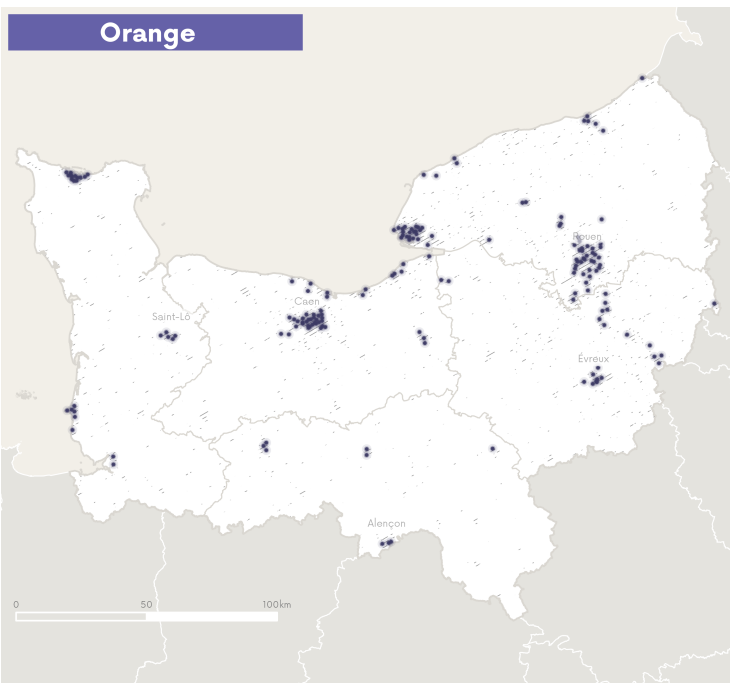 Orange
Rouen
Caen
Saint-Lô
Évreux
Alençon
0 50 100km